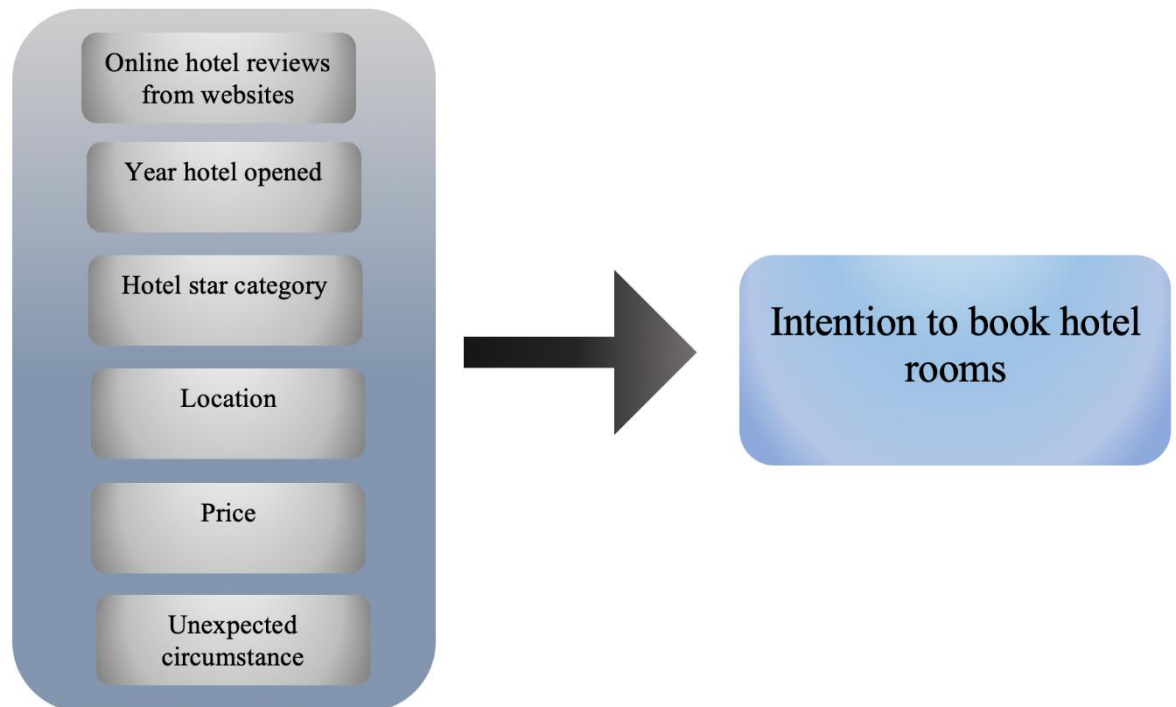 Online hotel reviews
from websites
Year hotel opened
Hotel star category
Location
Price
Unexpected
circumstance
Intention to book hotel
rooms